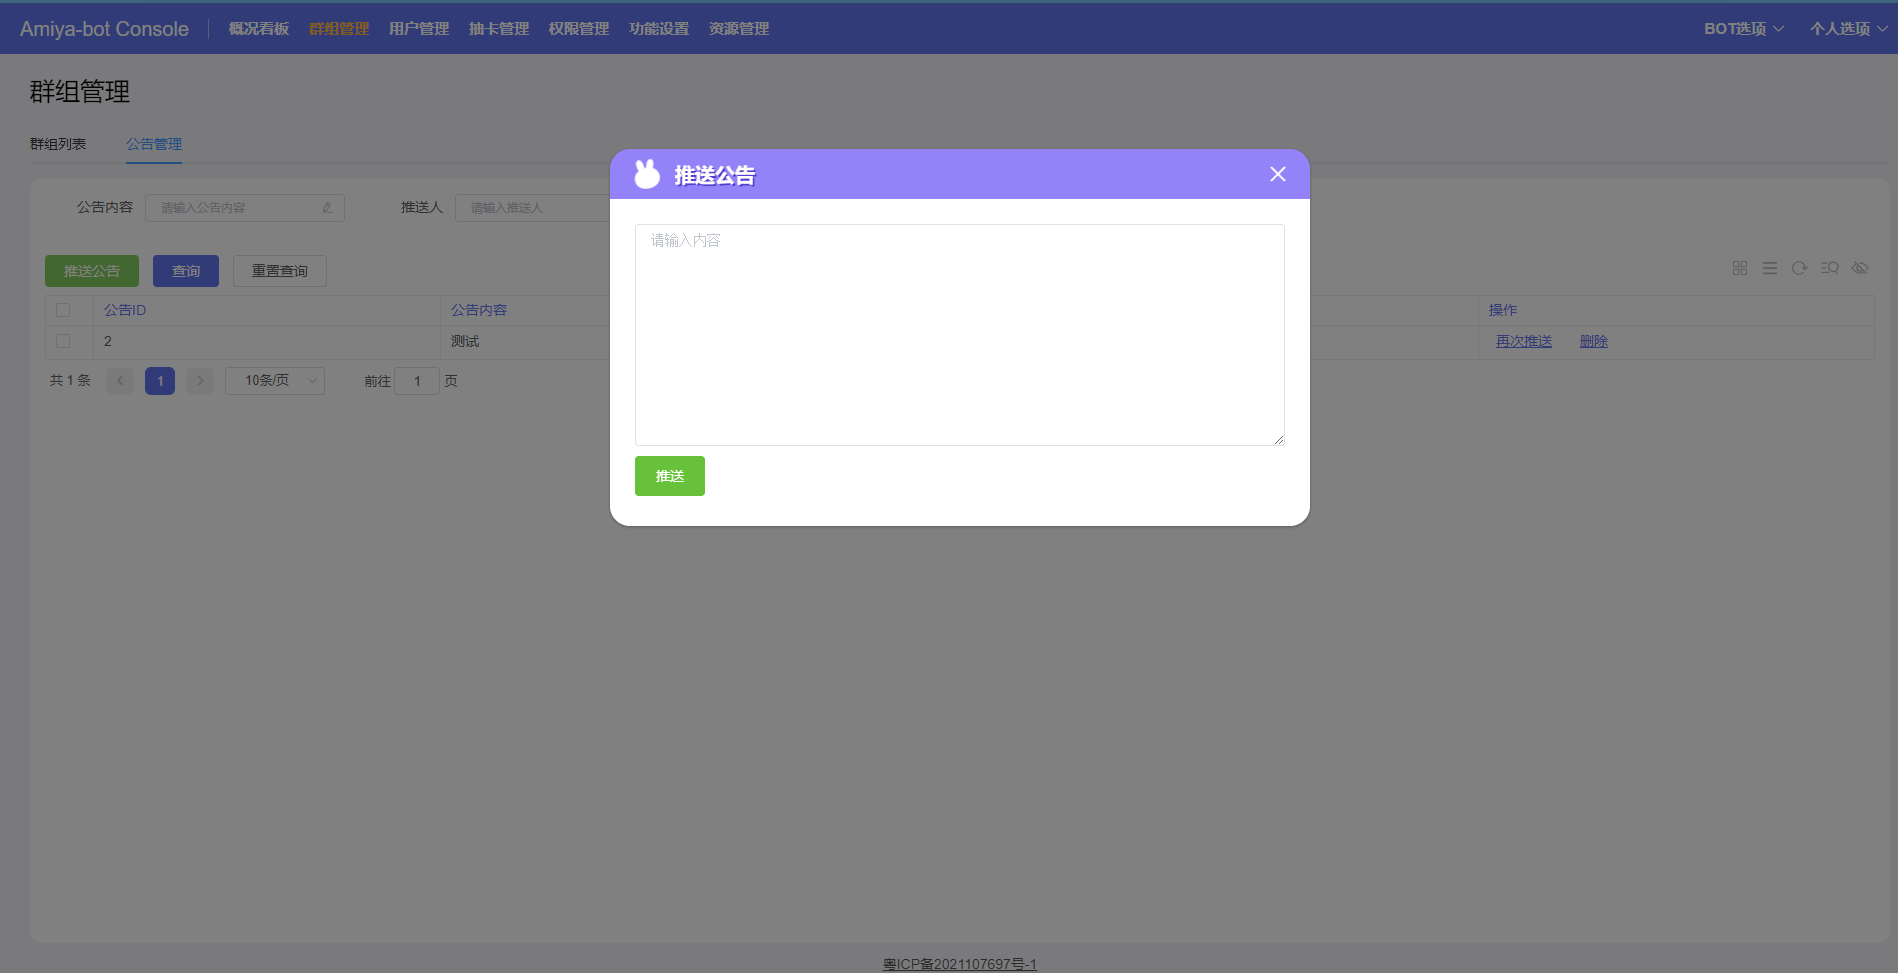 Amiya-bot Console 概况看板 群组管理 用户管理 抽卡管理 权限管理 功能设置 资源管理 BOT选项 个人选项
群组管理
群组列表 公告管理
推送公告
公告内容 请输入公告内容 推送人 请输入推送人
请输入内容
推送公告 查询 重置查询
公告ID 公告内容 操作
2 测试 再次推送 删除
共 1 条 1 10条/页 前往 1 页
推送
粤ICP备2021107697号-1